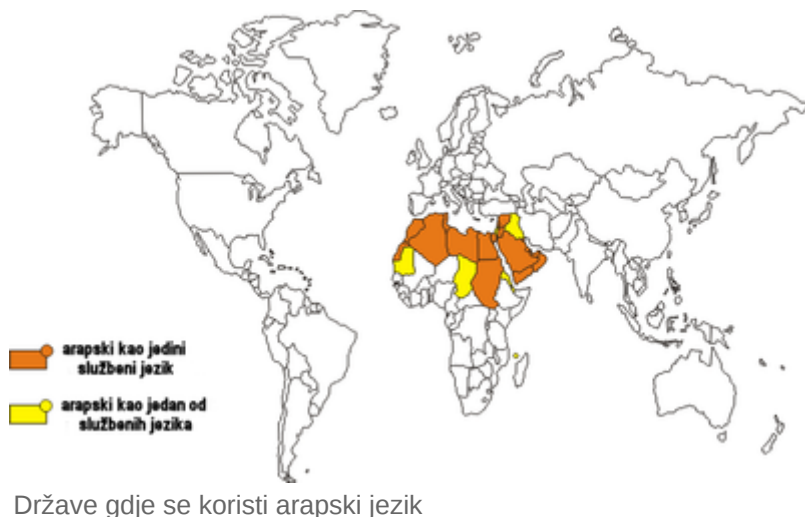 arapski kao jedini
službeni jezik
arapski kao jedan od
službenih jezika
Države gdje se koristi arapski jezik